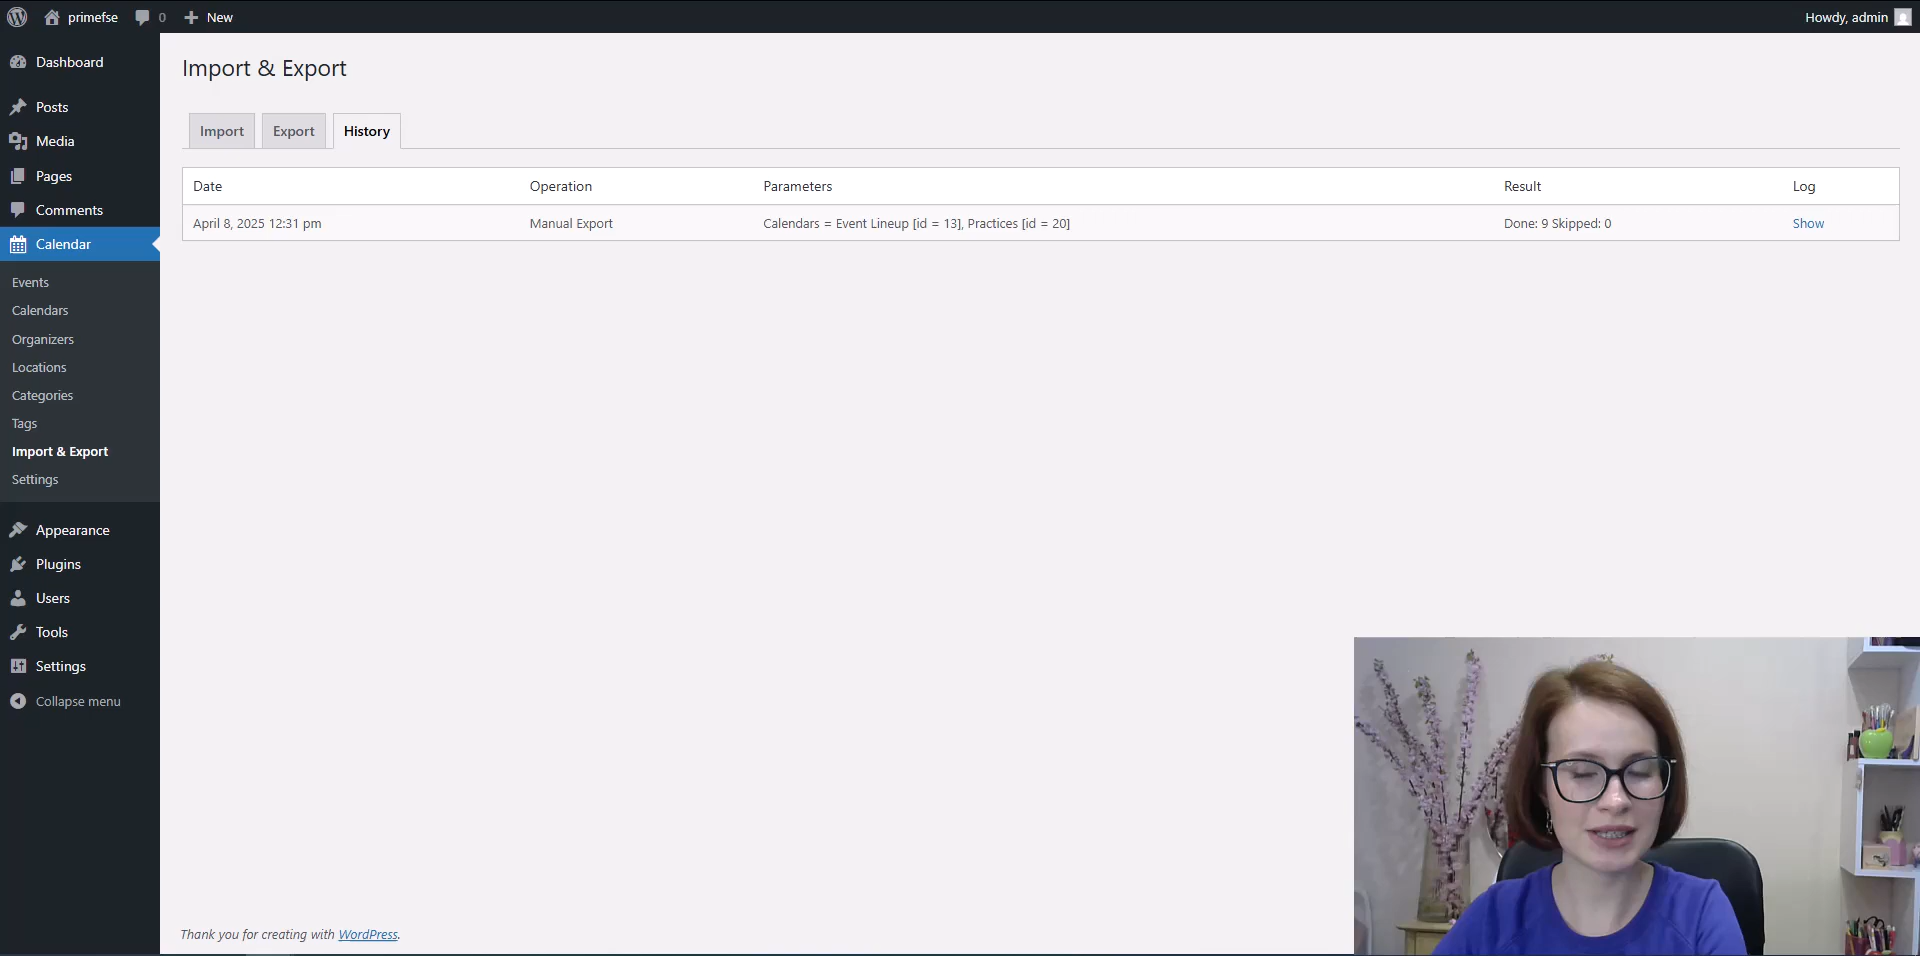 primefse 0 New Howdy, admin
Dashboard
Posts
Media
Pages
Comments
Calendar
Events
Calendars
Organizers
Locations
Categories
Tags
Import & Export
Settings
Appearance
Plugins
Users
Tools
Settings
Collapse menu
Import & Export
Import Export History
Date Operation Parameters Result Log
April 8, 2025 12:31 pm Manual Export Calendars = Event Lineup [id = 13], Practices [id = 20] Done: 9 Skipped: 0 Show
Thank you for creating with WordPress.